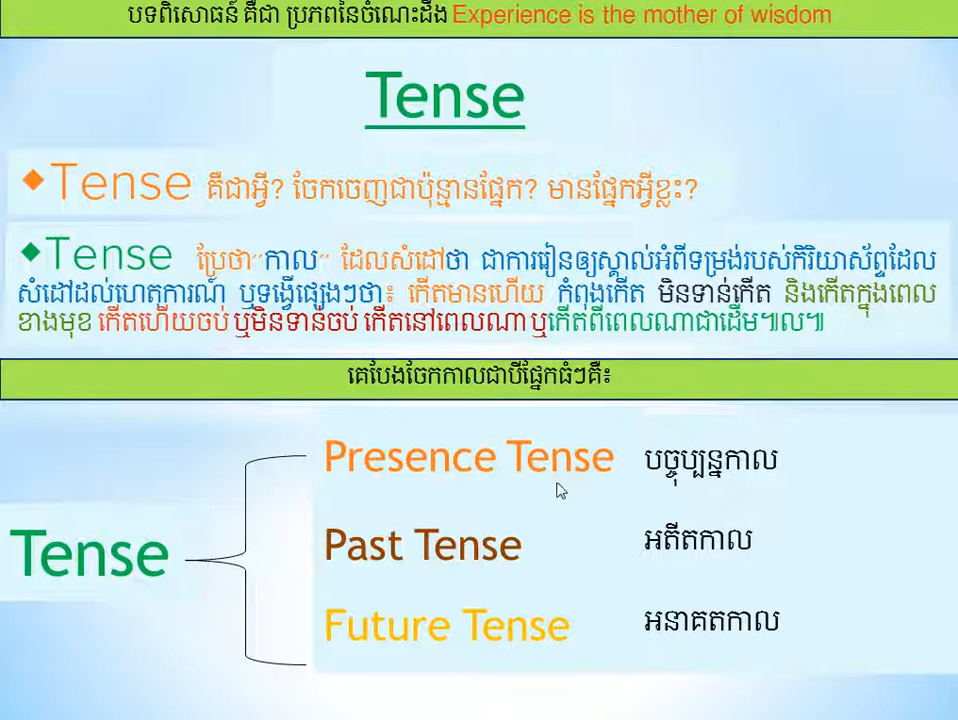 បទពិសោធន៍ គឺជា ប្រភពនៃចំណេះដឹង Experience is the mother of wisdom
Tense
◆Tense គឺជាអ្វី? ចែកចេញជាប៉ុន្មានផ្នែក? មានផ្នែកអ្វីខ្លះ?
◆Tense ប្រែថា“កាល” ដែលសំដៅថា ជាការរៀនឲ្យស្គាល់អំពីទម្រង់របស់កិរិយាស័ព្ទដែល
សំដៅដល់ហេតុការណ៍ ឬទង្វើផ្សេងៗថា៖ កើតមានហើយ កំពុងកើត មិនទាន់កើត និងកើតក្នុងពេល
ខាងមុខ កើតហើយចប់ ឬមិនទាន់ចប់ កើតនៅពេលណា ឬកើតពីពេលណាជាដើម៕ល៕
គេបែងចែកកាលជាបីផ្នែកធំៗគឺ៖
Tense
Presence Tense បច្ចុប្បន្នកាល
Past Tense អតីតកាល
Future Tense អនាគតកាល